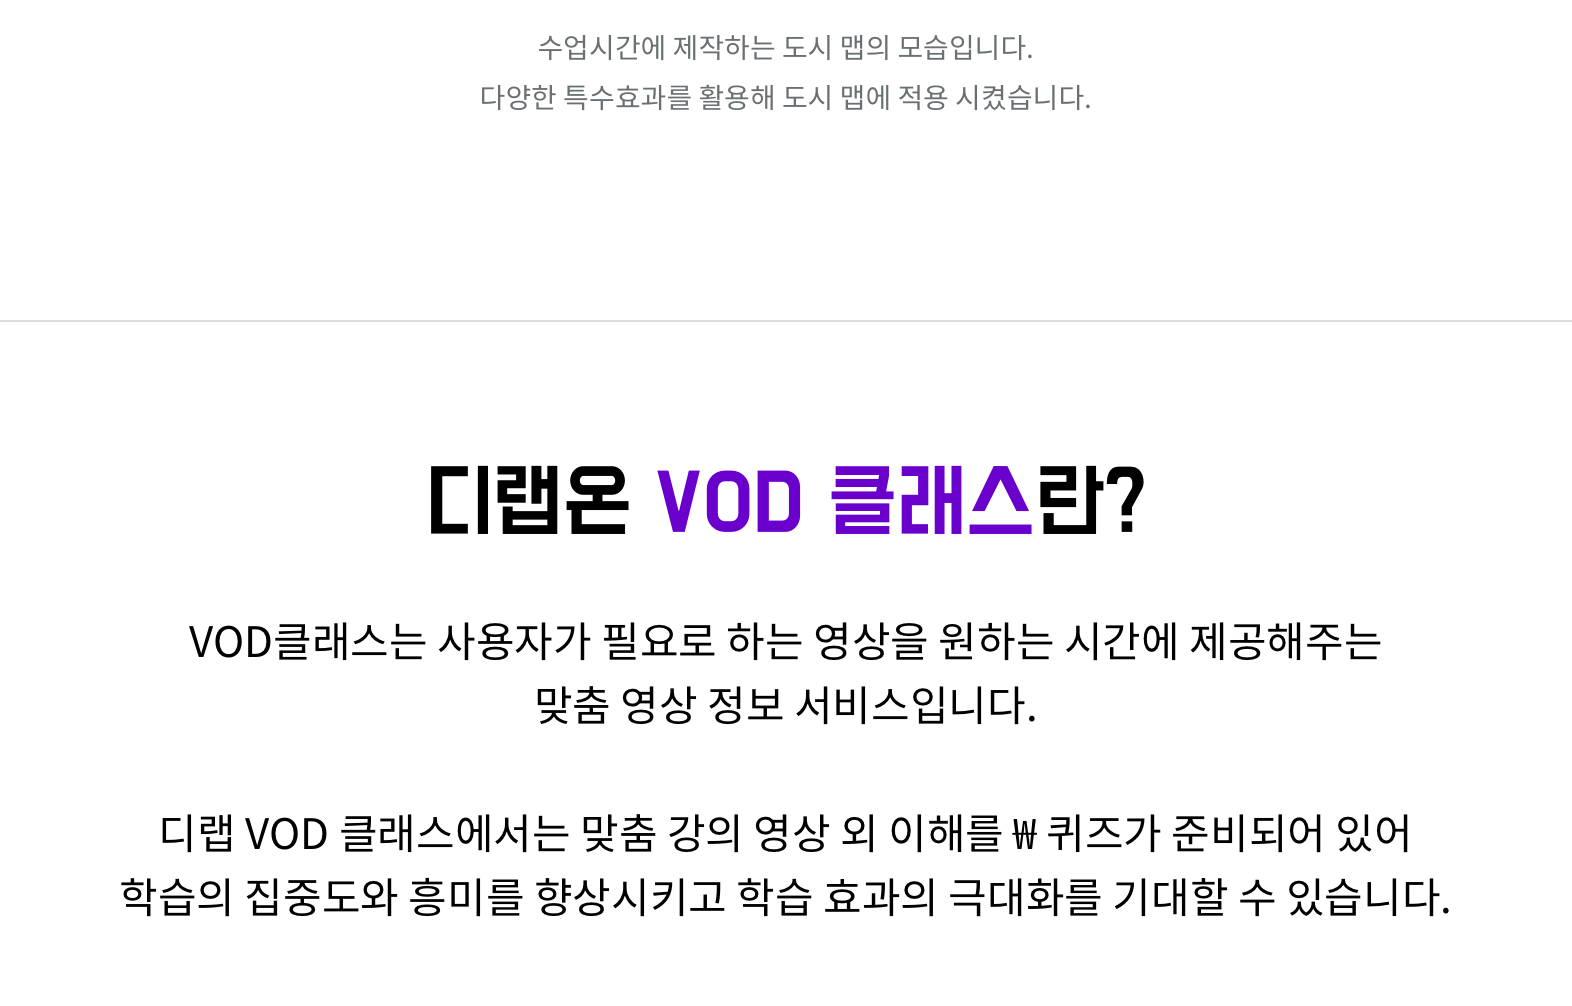 수업시간에 제작하는 도시 맵의 모습입니다.
다양한 특수효과를 활용해 도시 맵에 적용 시켰습니다.
디랩온 VOD 클래스란?
VOD클래스는 사용자가 필요로 하는 영상을 원하는 시간에 제공해주는
맞춤 영상 정보 서비스입니다.
디랩 VOD 클래스에서는 맞춤 강의 영상 외 이해를 ₩ 퀴즈가 준비되어 있어
학습의 집중도와 흥미를 향상시키고 학습 효과의 극대화를 기대할 수 있습니다.